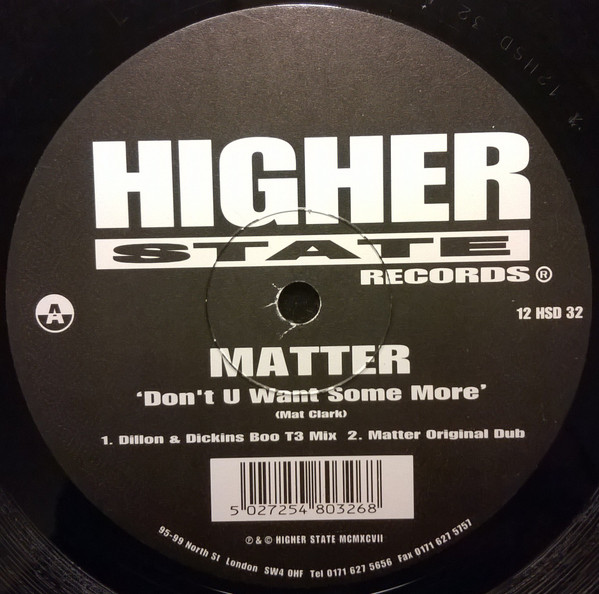 12HSD 32
HIGHER
STATE
RECORDS®
A
12 HSD 32
MATTER
'Don't U Want Some More'
(Mat Clark)
1. Dillon & Dickins Boo T3 Mix 2. Matter Original Dub
5 027254 803268
℗ & © HIGHER STATE MCMXCVII
95-99 North St London SW4 0HF Tel 0171 627 5656 Fax 0171 627 5757